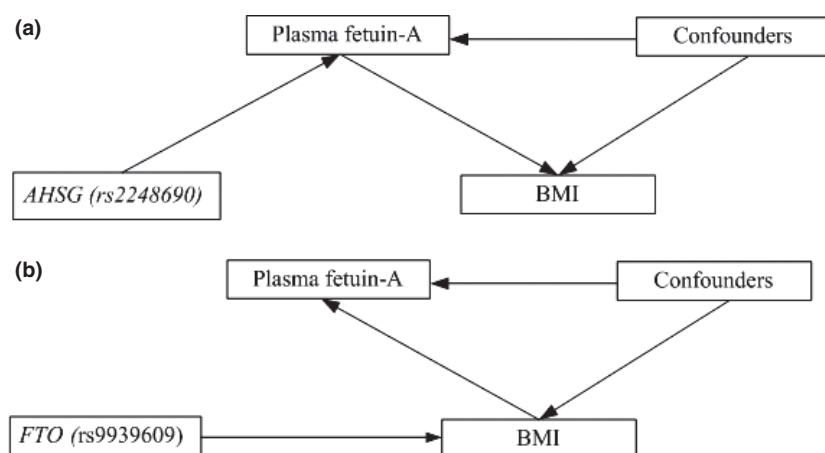 (a)
Plasma fetuin-A
Confounders
AHSG (rs2248690)
BMI
(b)
Plasma fetuin-A
Confounders
FTO (rs9939609)
BMI